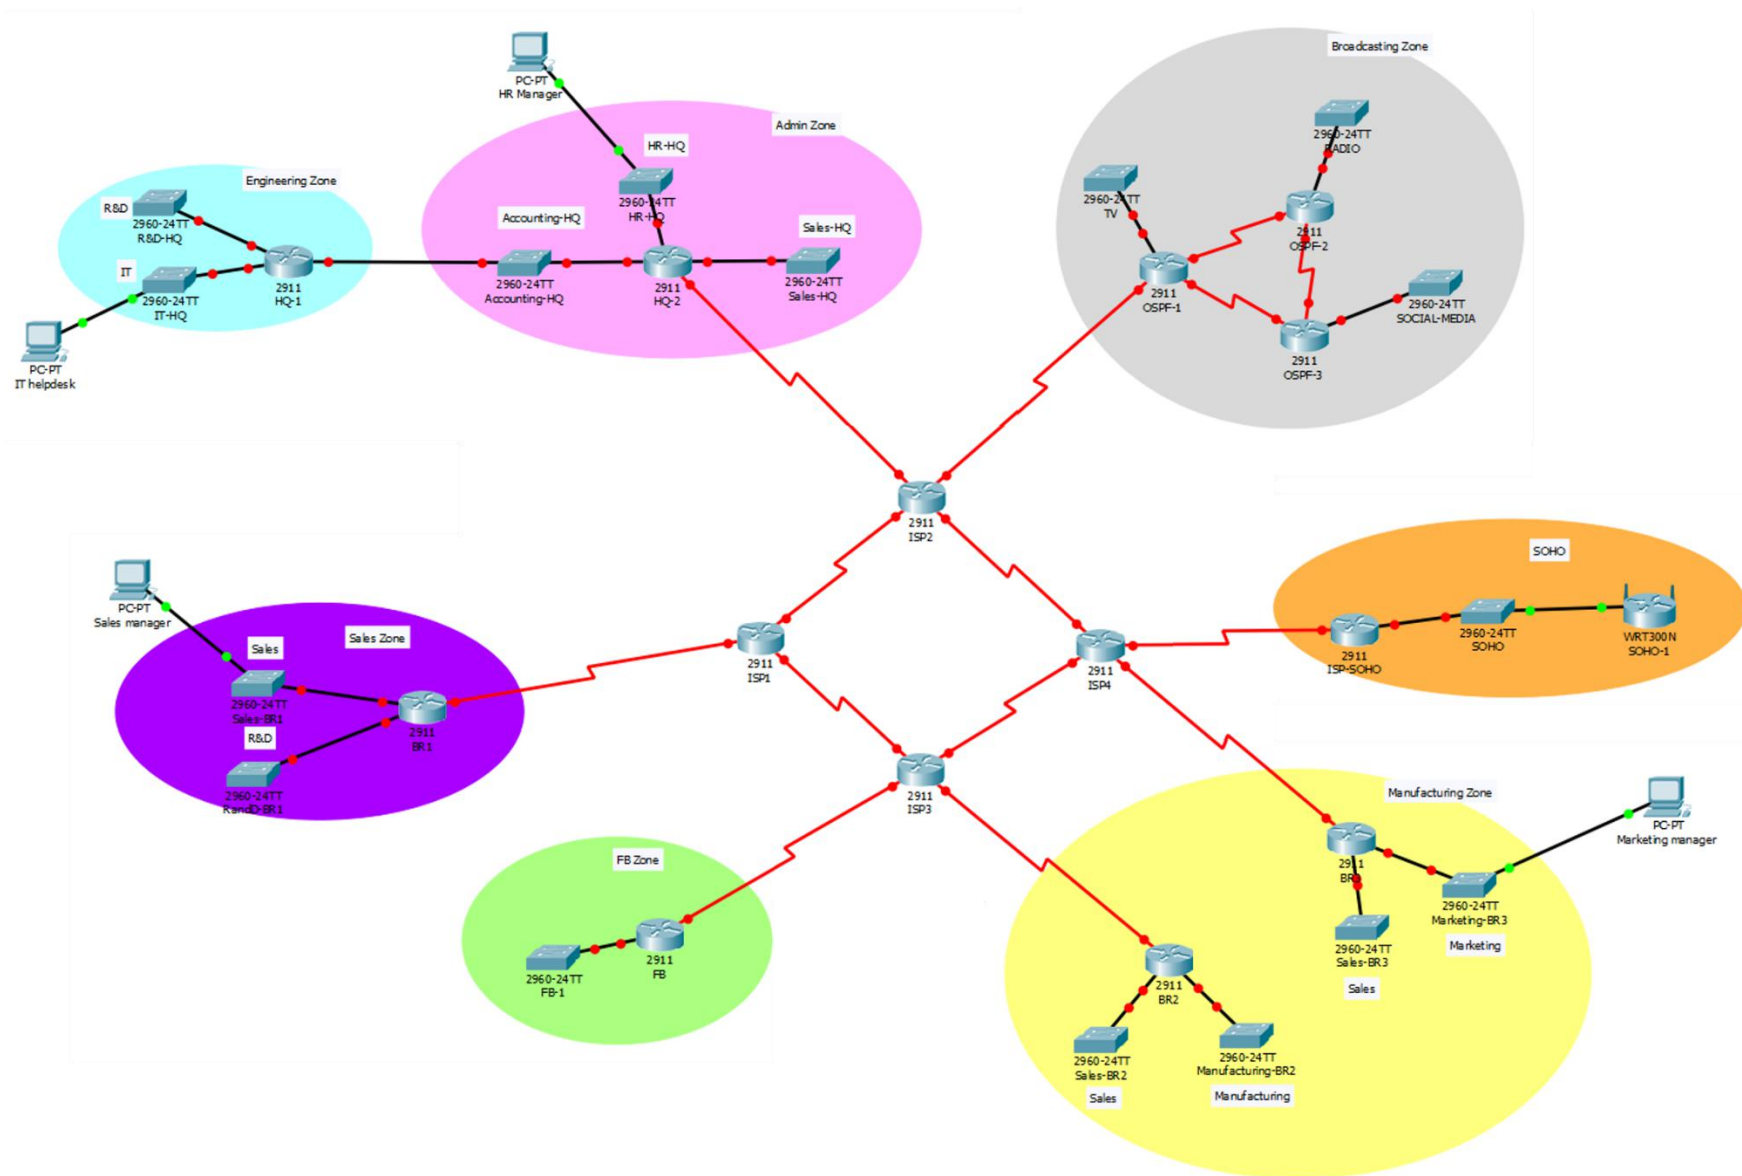 Broadcasting Zone
PC-PT
HR Manager
Admin Zone
2960-24TT
RADIO
HR-HQ
Engineering Zone
2960-24TT
HR-HQ
2960-24TT
TV
R&D
2960-24TT
R&D-HQ
Accounting-HQ
Sales-HQ
2911
OSPF-2
IT
2960-24TT
IT-HQ
2911
HQ-1
2960-24TT
Accounting-HQ
2911
HQ-2
2960-24TT
Sales-HQ
2911
OSPF-1
2960-24TT
SOCIAL-MEDIA
PC-PT
IT helpdesk
2911
OSPF-3
2911
ISP2
SOHO
PC-PT
Sales manager
Sales Zone
Sales
2911
ISP1
2911
ISP4
2911
ISP-SOHO
2960-24TT
SOHO
WRT300N
SOHO-1
2960-24TT
Sales-BR1
R&D
2911
BR1
2960-24TT
RandD-BR1
2911
ISP3
Manufacturing Zone
PC-PT
Marketing manager
FB Zone
2911
2960-24TT
Marketing-BR3
Marketing
2960-24TT
Sales-BR3
Sales
2960-24TT
FB-1
2911
FB
2911
BR2
2960-24TT
Sales-BR2
Sales
2960-24TT
Manufacturing-BR2
Manufacturing